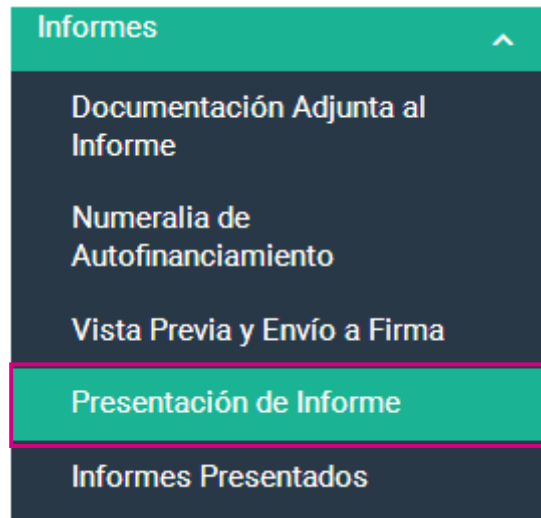 Informes
Documentación Adjunta al
Informe
Numeralia de
Autofinanciamiento
Vista Previa y Envío a Firma
Presentación de Informe
Informes Presentados